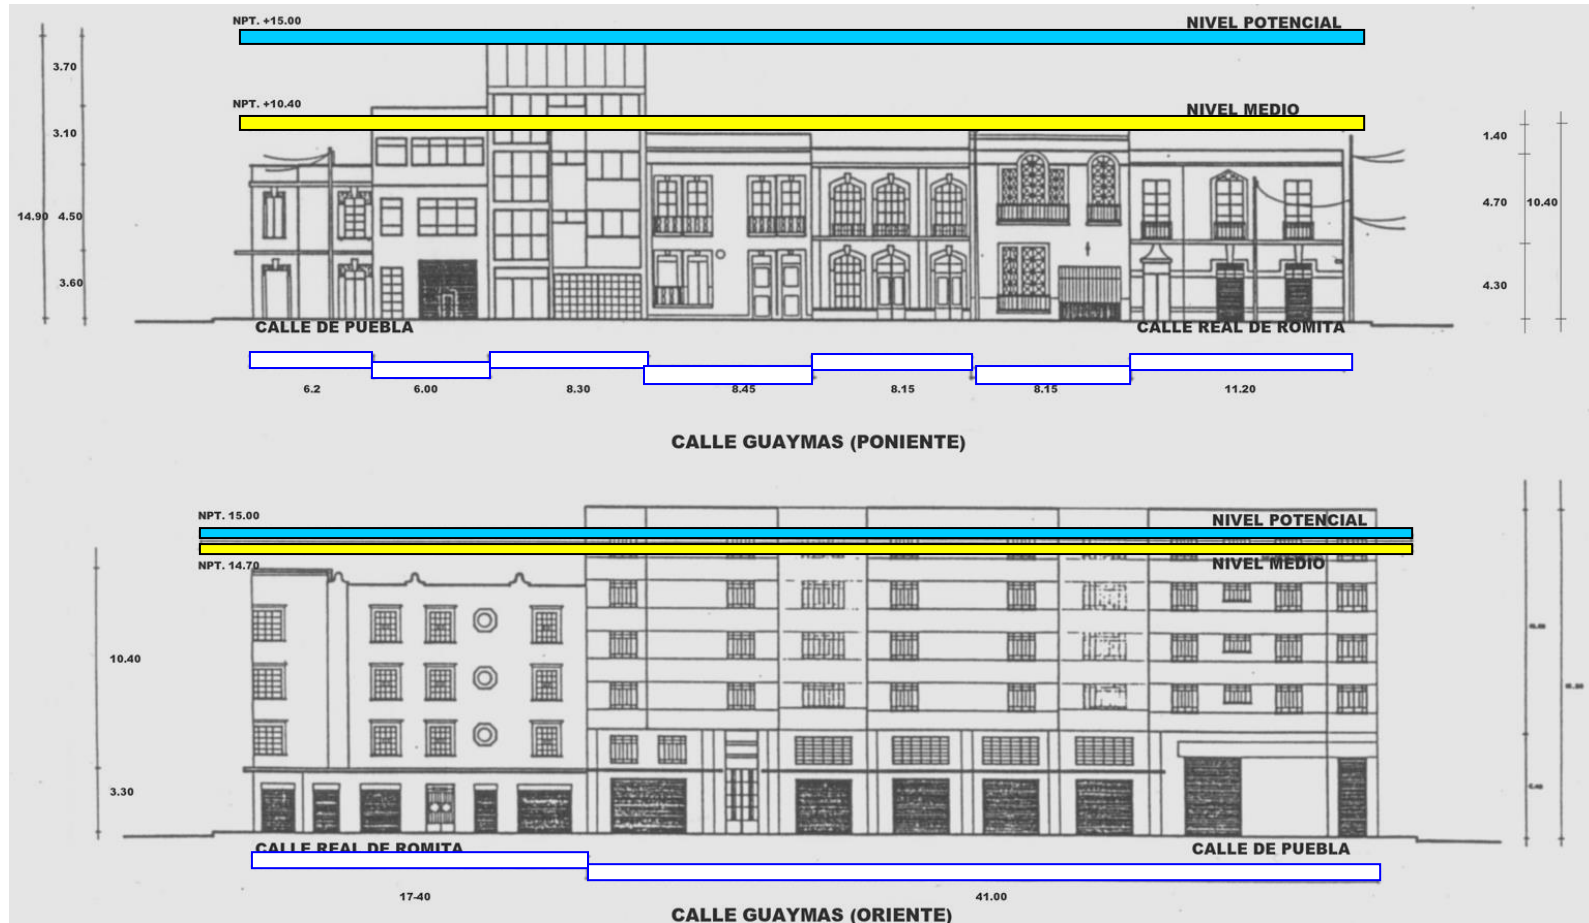 NPT. +15.00
NIVEL POTENCIAL
3.70
NPT. +10.40
NIVEL MEDIO
3.10
1.40
14.90
4.50
4.70
10.40
3.60
4.30
CALLE DE PUEBLA
CALLE REAL DE ROMITA
6.2
6.00
8.30
8.45
8.15
8.15
11.20
CALLE GUAYMAS (PONIENTE)
NPT. 15.00
NIVEL POTENCIAL
NPT. 14.70
NIVEL MEDIO
10.40
3.30
CALLE REAL DE ROMITA
CALLE DE PUEBLA
17-40
41.00
CALLE GUAYMAS (ORIENTE)